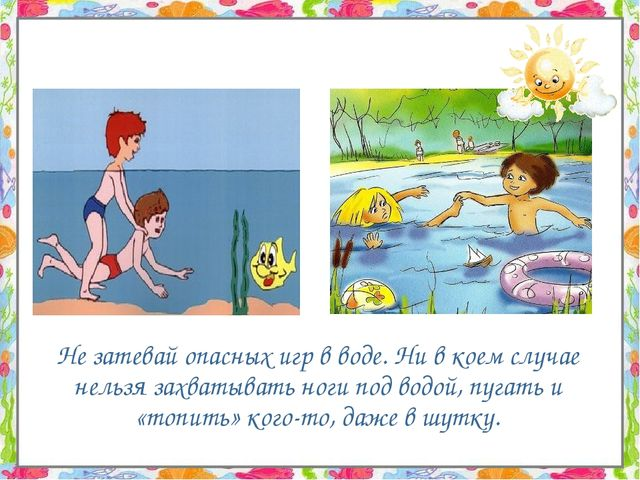 Не затевай опасных игр в воде. Ни в коем случае
нельзя захватывать ноги под водой, пугать и
«топить» кого-то, даже в шутку.